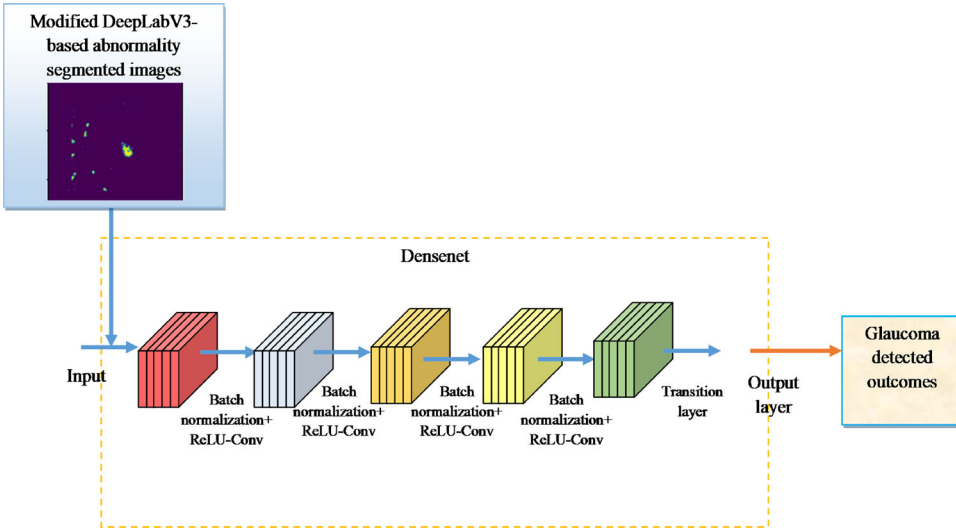 Modified DeepLabV3-
based abnormality
segmented images
Densenet
Input
Batch
normalization+
ReLU-Conv
Batch
normalization+
ReLU-Conv
Batch
normalization+
ReLU-Conv
Batch
normalization+
ReLU-Conv
Transition
layer
Output
layer
Glaucoma
detected
outcomes